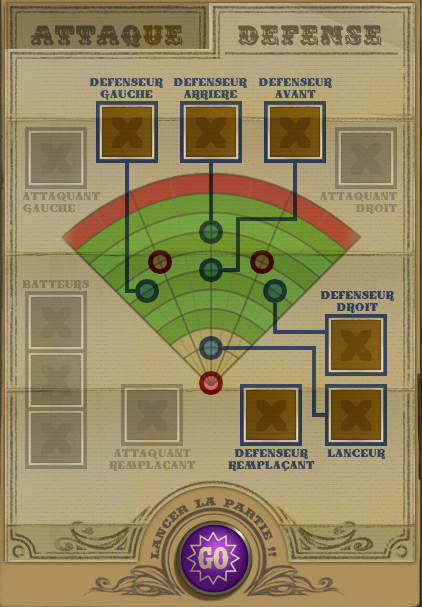 ATTAQUE
DEFENSE
DEFENSEUR
GAUCHE
DEFENSEUR
ARRIERE
DEFENSEUR
AVANT
ATTAQUANT
GAUCHE
ATTAQUANT
DROIT
BATTEURS
DEFENSEUR
DROIT
ATTAQUANT
REMPLAÇANT
DEFENSEUR
REMPLAÇANT
LANCEUR
LANCER LA PARTIE !!
GO